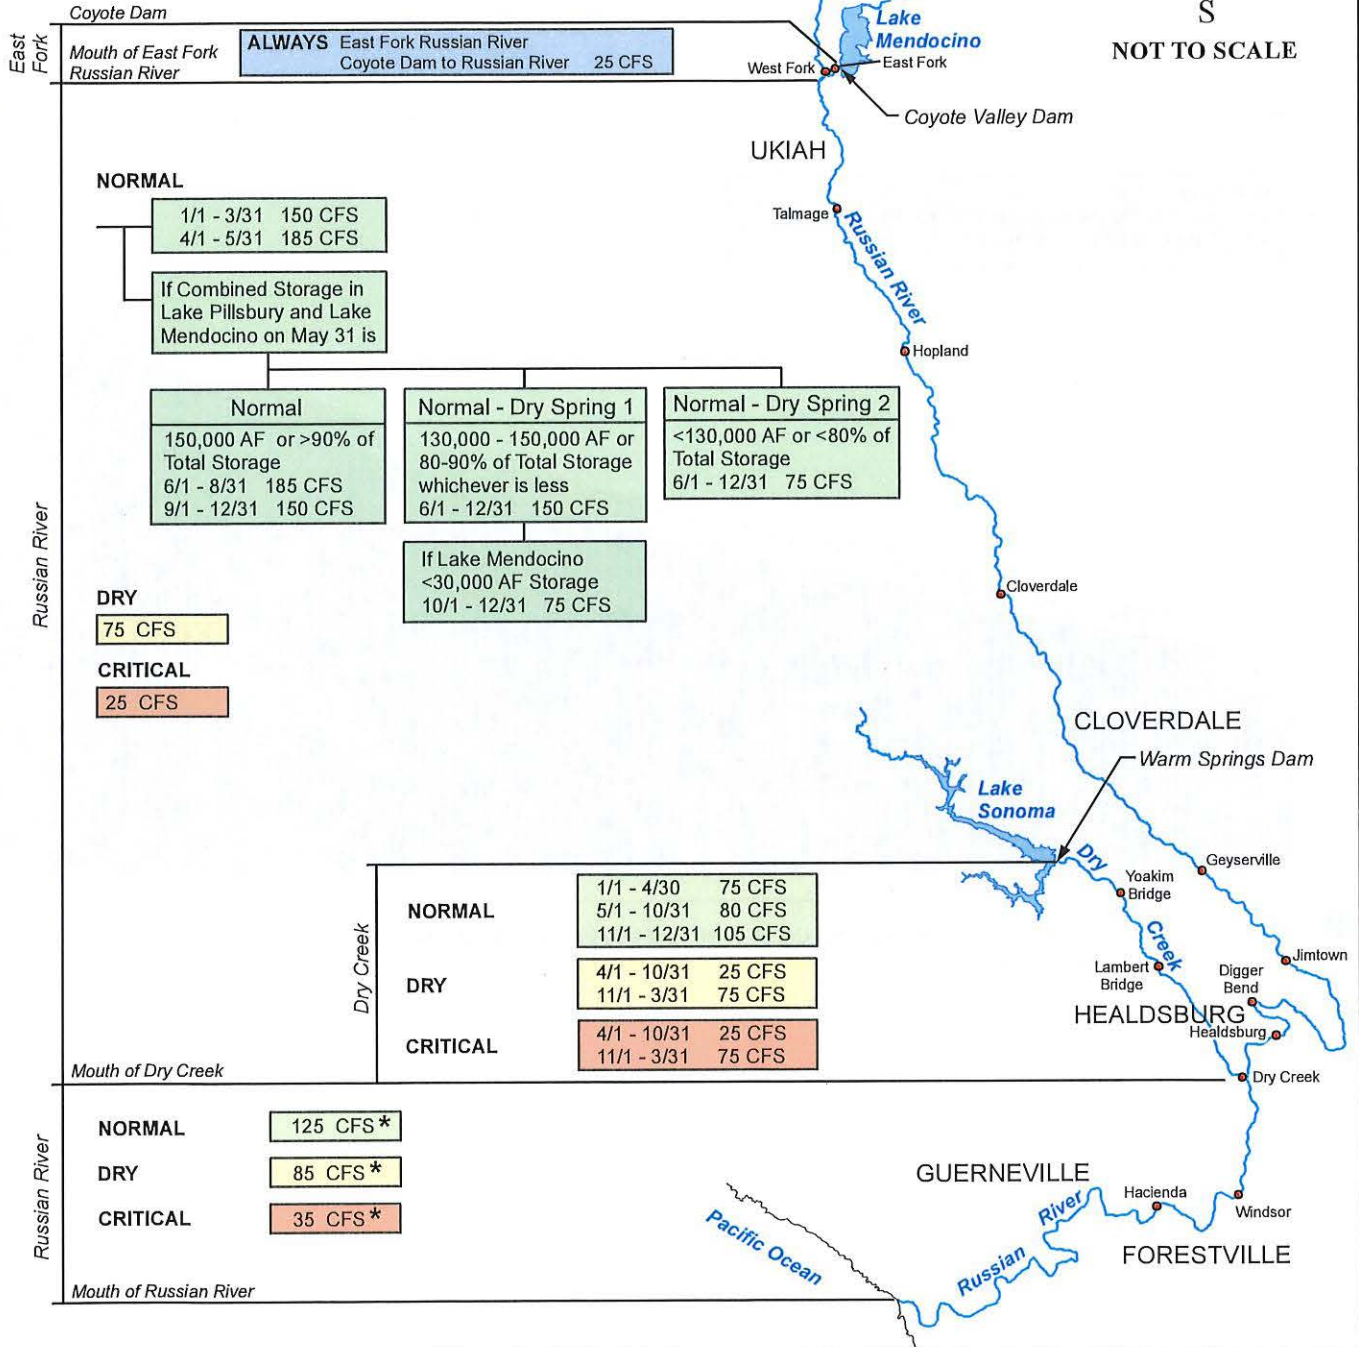 Coyote Dam
East Fork
Mouth of East Fork
Russian River
ALWAYS East Fork Russian River
Coyote Dam to Russian River 25 CFS
Lake
Mendocino
S
NOT TO SCALE
West Fork
East Fork
Coyote Valley Dam
UKIAH
Talmage
Russian River
Hopland
NORMAL
1/1 - 3/31 150 CFS
4/1 - 5/31 185 CFS
If Combined Storage in
Lake Pillsbury and Lake
Mendocino on May 31 is
Normal
150,000 AF or >90% of
Total Storage
6/1 - 8/31 185 CFS
9/1 - 12/31 150 CFS
Normal - Dry Spring 1
130,000 - 150,000 AF or
80-90% of Total Storage
whichever is less
6/1 - 12/31 150 CFS
If Lake Mendocino
<30,000 AF Storage
10/1 - 12/31 75 CFS
Normal - Dry Spring 2
<130,000 AF or <80% of
Total Storage
6/1 - 12/31 75 CFS
Russian River
DRY
75 CFS
CRITICAL
25 CFS
Cloverdale
CLOVERDALE
Warm Springs Dam
Lake
Sonoma
Dry
Creek
Geyserville
Yoakim
Bridge
Lambert
Bridge
Jimtown
Digger
Bend
HEALDSBURG
Healdsburg
Dry Creek
Dry Creek
NORMAL
1/1 - 4/30 75 CFS
5/1 - 10/31 80 CFS
11/1 - 12/31 105 CFS
DRY
4/1 - 10/31 25 CFS
11/1 - 3/31 75 CFS
CRITICAL
4/1 - 10/31 25 CFS
11/1 - 3/31 75 CFS
Mouth of Dry Creek
Russian River
NORMAL
125 CFS*
DRY
85 CFS*
CRITICAL
35 CFS*
GUERNEVILLE
Hacienda
Windsor
FORESTVILLE
Russian
River
Pacific Ocean
Mouth of Russian River